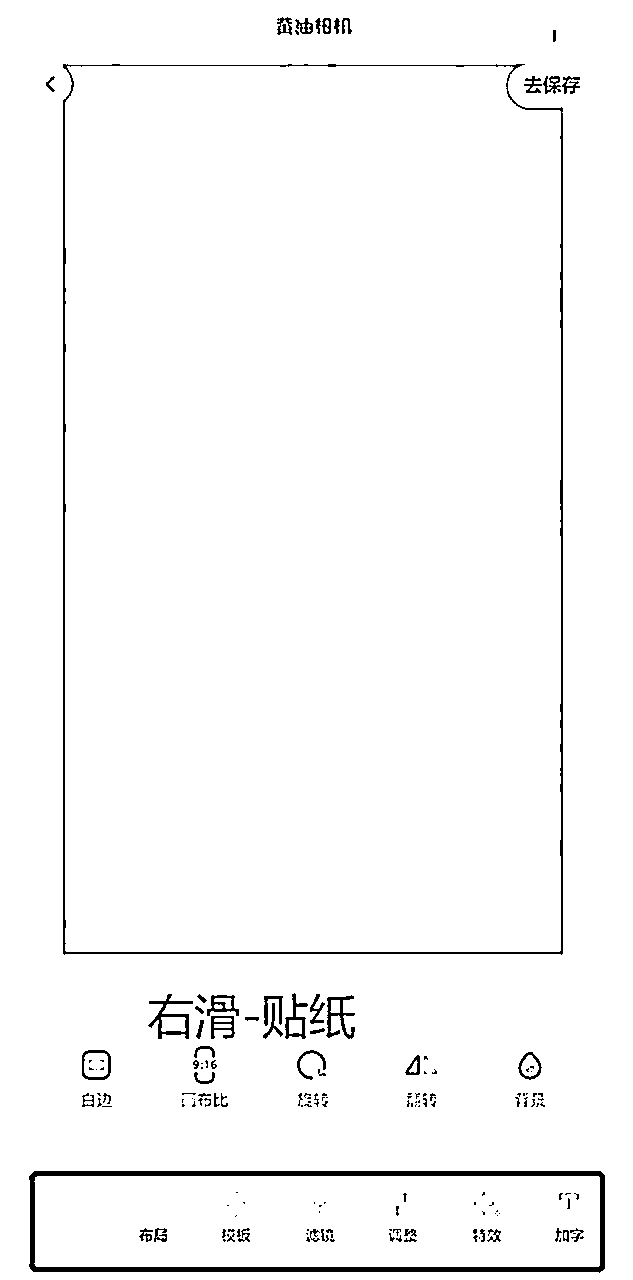 黄油相机
去保存
右滑-贴纸
9:16
白边 画布比 旋转 翻转 背景
布局 模板 滤镜 调整 特效 加字